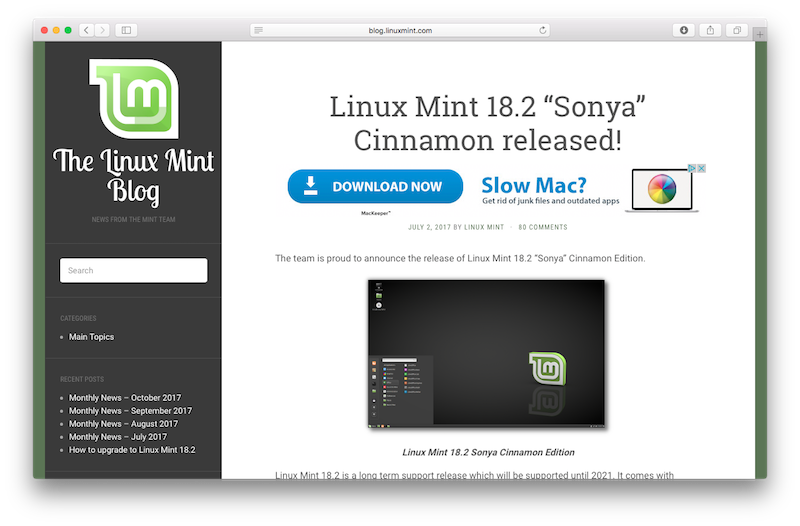 blog.linuxmint.com
The Linux Mint
Blog
NEWS FROM THE MINT TEAM
Search
CATEGORIES
Main Topics
RECENT POSTS
Monthly News – October 2017
Monthly News – September 2017
Monthly News – August 2017
Monthly News – July 2017
How to upgrade to Linux Mint 18.2
Linux Mint 18.2 “Sonya”
Cinnamon released!
DOWNLOAD NOW
MacKeeper™
Slow Mac?
Get rid of junk files and outdated apps
JULY 2, 2017 BY LINUX MINT · 80 COMMENTS
The team is proud to announce the release of Linux Mint 18.2 “Sonya” Cinnamon Edition.
Linux Mint 18.2 Sonya Cinnamon Edition
Linux Mint 18.2 is a long term support release which will be supported until 2021. It comes with